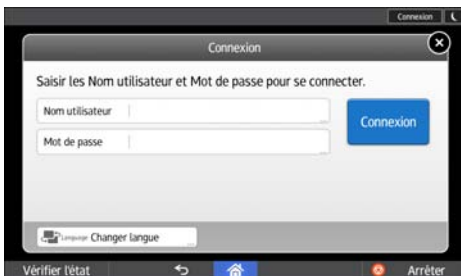 Connexion
Connexion
Saisir les Nom utilisateur et Mot de passe pour se connecter.
Nom utilisateur
Connexion
Mot de passe
Language Changer langue
Vérifier l'état
Arrêter